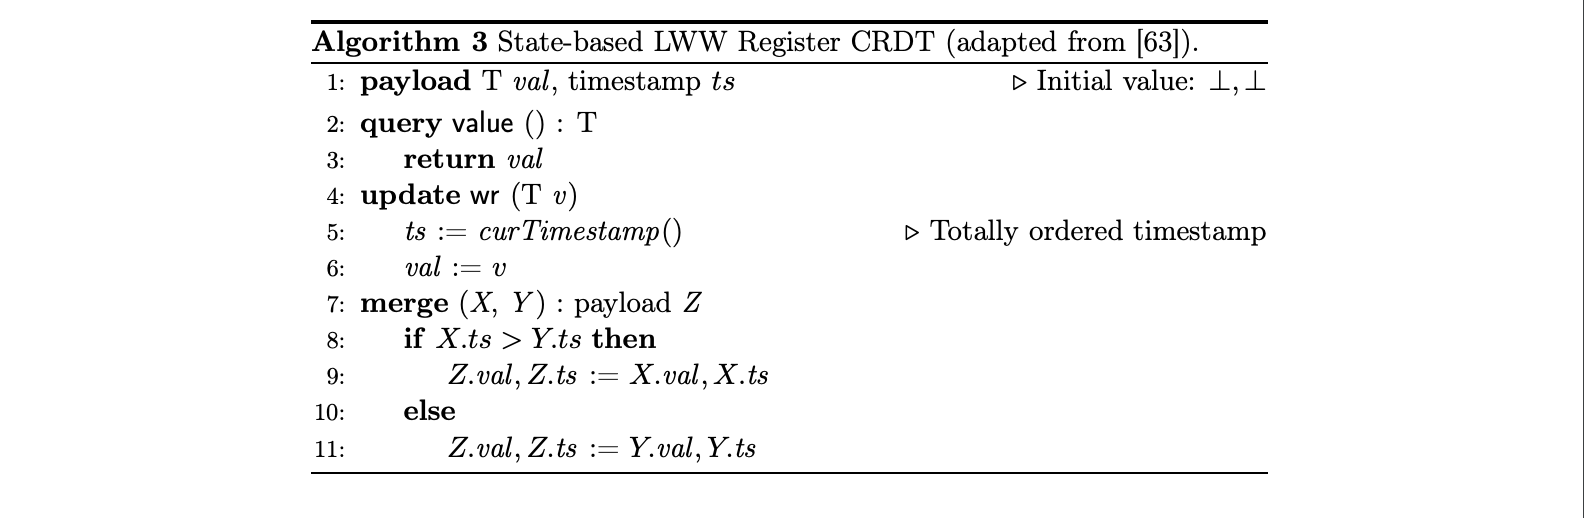 Algorithm 3 State-based LWW Register CRDT (adapted from [63]).
1: payload T val, timestamp ts ▷ Initial value: ⊥, ⊥
2: query value () : T
3: return val
4: update wr (T v)
5: ts := curTimestamp() ▷ Totally ordered timestamp
6: val := v
7: merge (X, Y) : payload Z
8: if X.ts > Y.ts then
9: Z.val, Z.ts := X.val, X.ts
10: else
11: Z.val, Z.ts := Y.val, Y.ts